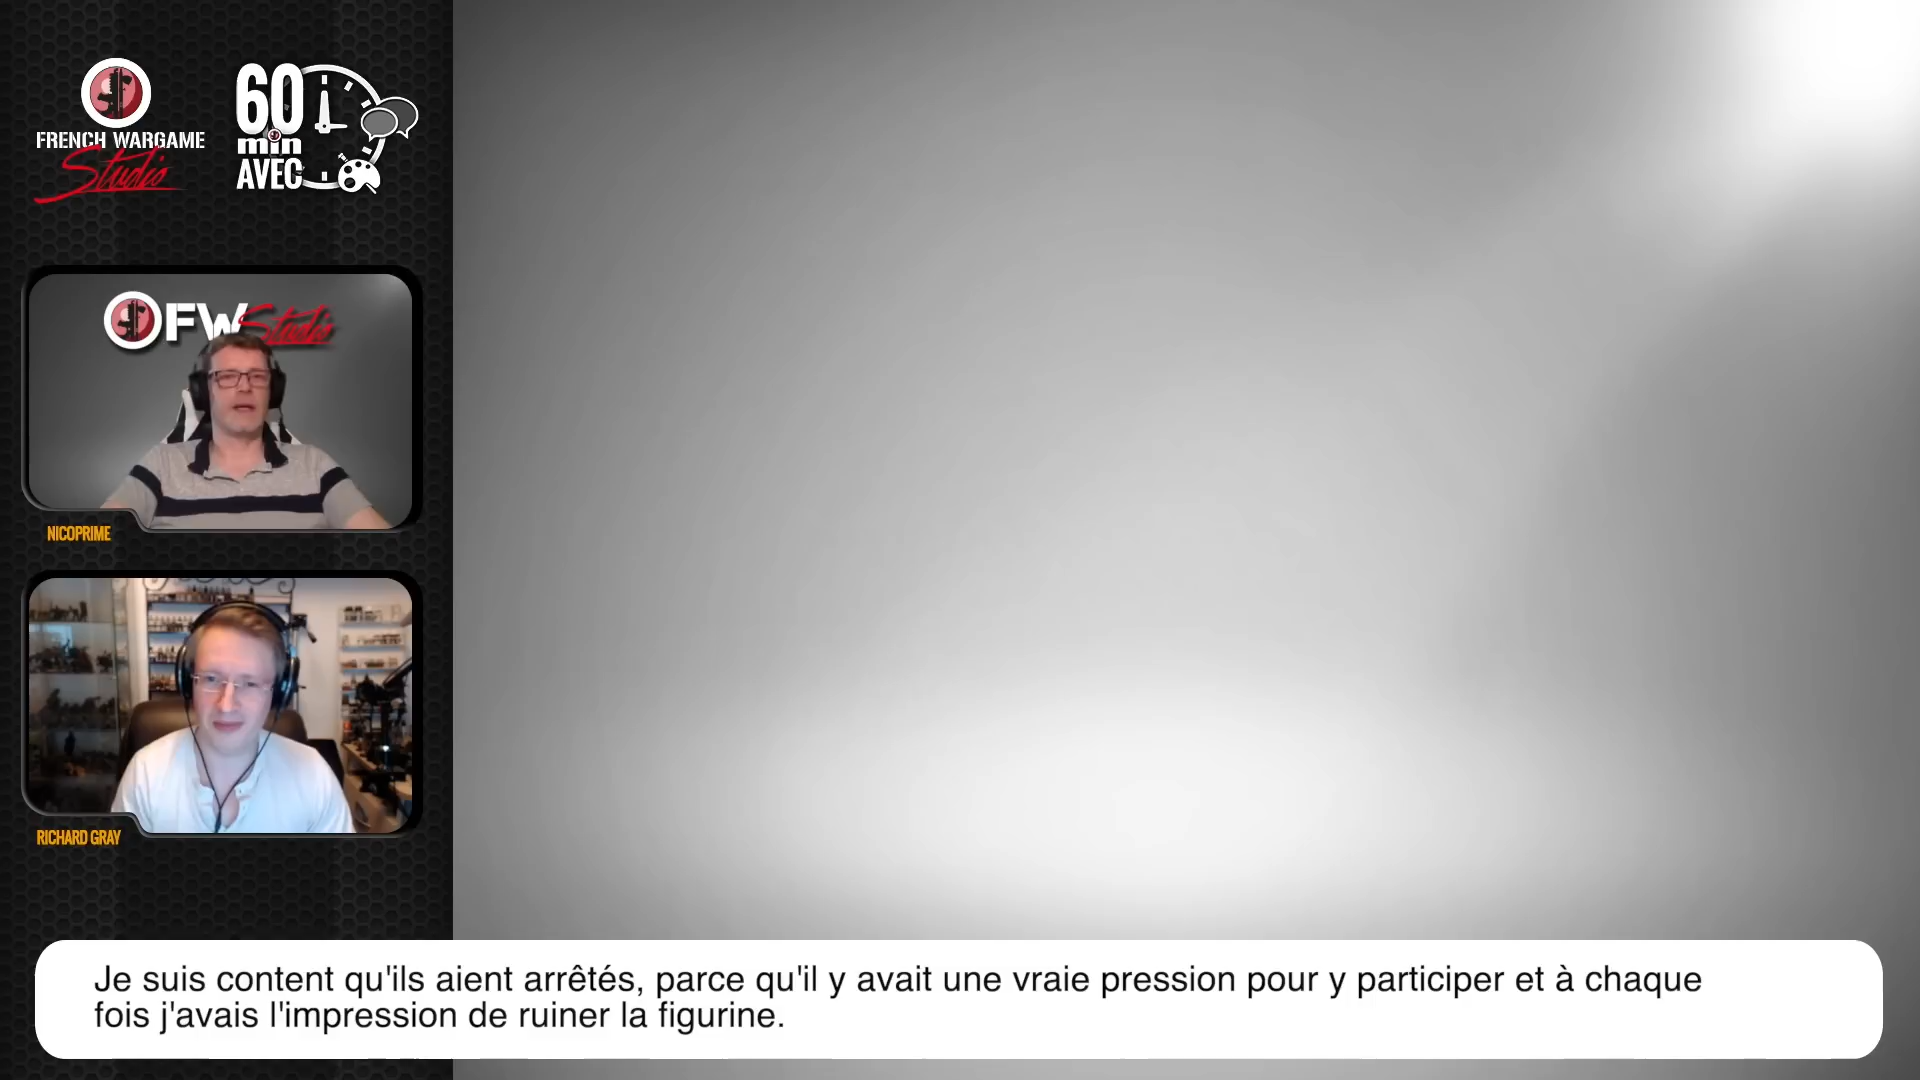 FRENCH WARGAME
Studio
60
min
AVEC
FW Studio
NICOPRIME
RICHARD GRAY
Je suis content qu'ils aient arrêtés, parce qu'il y avait une vraie pression pour y participer et à chaque
fois j'avais l'impression de ruiner la figurine.